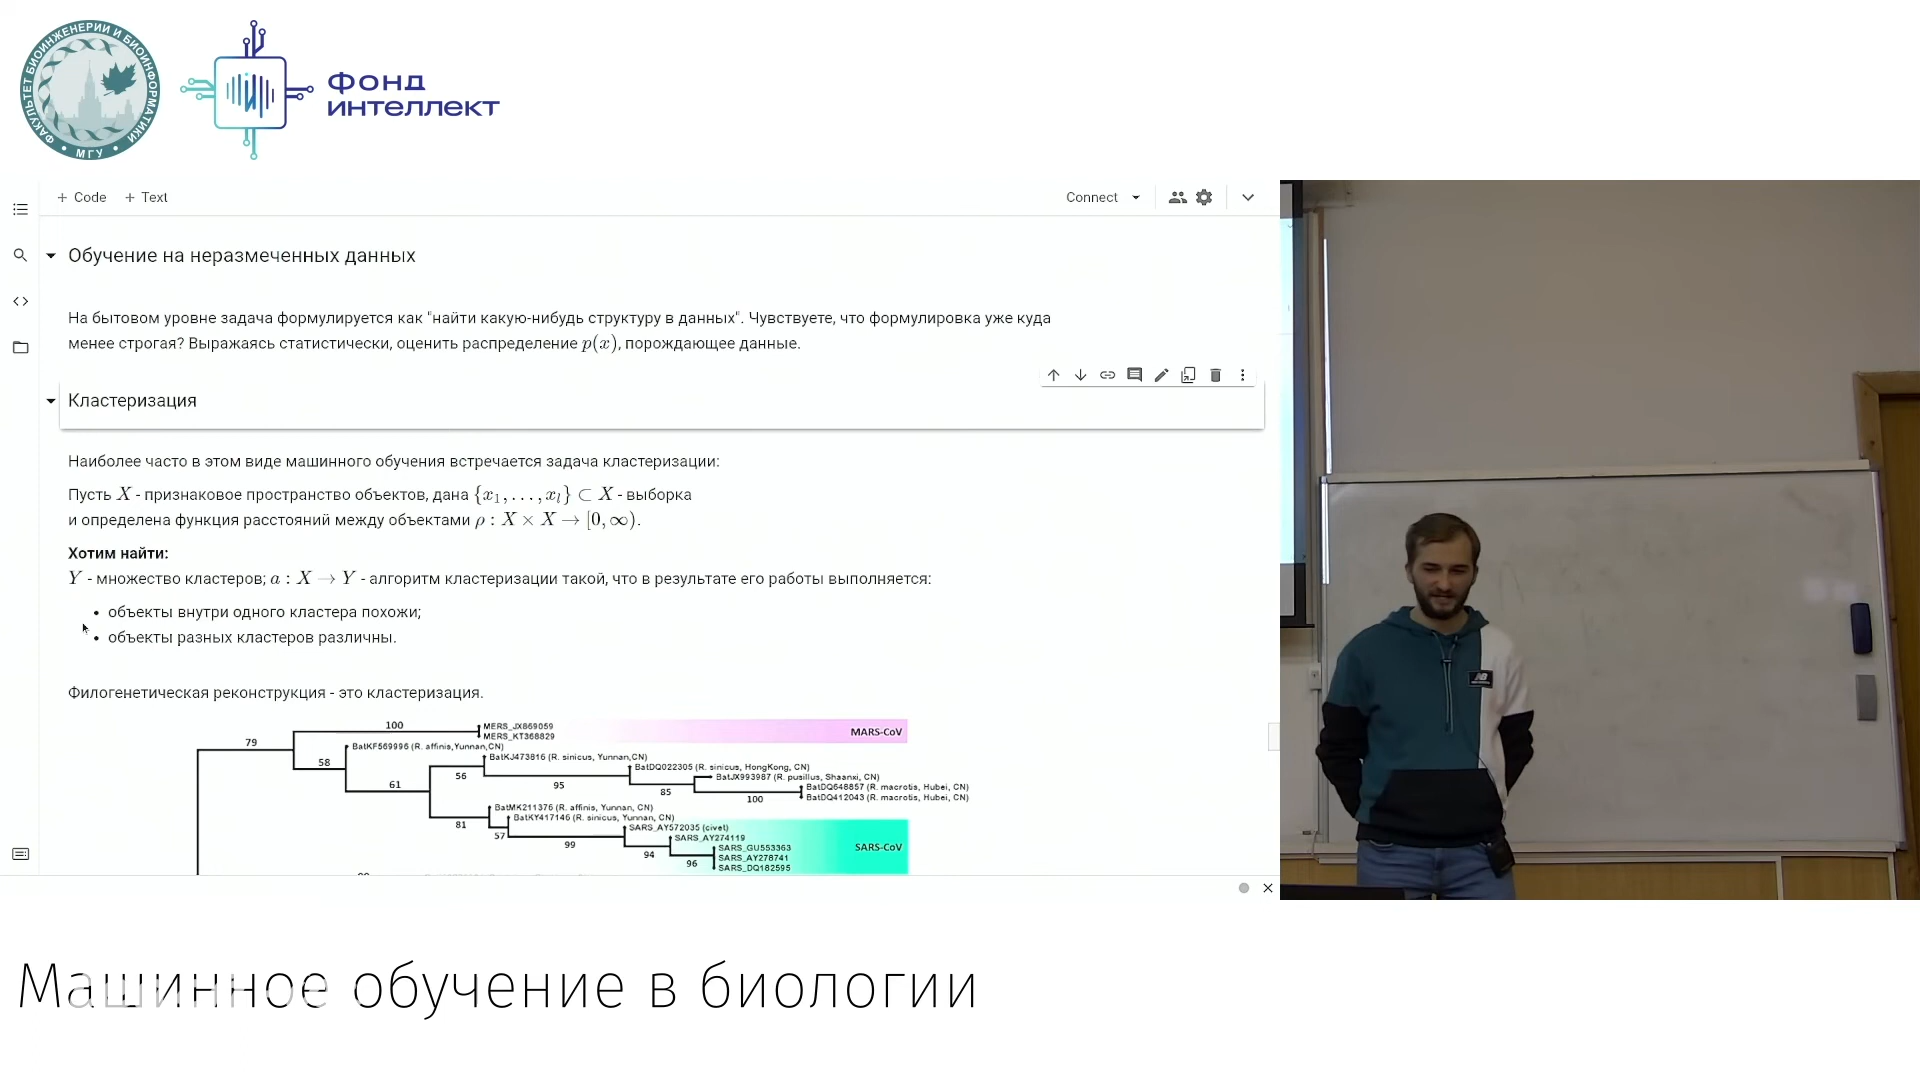 ФАКУЛЬТЕТ БИОИНЖЕНЕРИИ И БИОИНФОРМАТИКИ
• МГУ •
Фонд
интеллект
+ Code + Text
Connect
Обучение на неразмеченных данных
На бытовом уровне задача формулируется как "найти какую-нибудь структуру в данных". Чувствуете, что формулировка уже куда
менее строгая? Выражаясь статистически, оценить распределение p(x), порождающее данные.
Кластеризация
Наиболее часто в этом виде машинного обучения встречается задача кластеризации:
Пусть X - признаковое пространство объектов, дана {x₁, . . . , xₗ} ⊂ X - выборка
и определена функция расстояний между объектами ρ : X × X → [0, ∞).
Хотим найти:
Y - множество кластеров; a : X → Y - алгоритм кластеризации такой, что в результате его работы выполняется:
• объекты внутри одного кластера похожи;
• объекты разных кластеров различны.
Филогенетическая реконструкция - это кластеризация.
100
MERS_JX869059
MERS_KT368829
MARS-CoV
79
BatKF569996 (R. affinis,Yunnan,CN)
58
BatKJ473816 (R. sinicus, Yunnan,CN)
56
BatDQ022305 (R. sinicus, HongKong, CN)
95
BatJX993987 (R. pusillus, Shaanxi, CN)
61
85
BatDQ648857 (R. macrotis, Hubei, CN)
100
BatDQ412043 (R. macrotis, Hubei, CN)
BatMK211376 (R. affinis, Yunnan, CN)
81
BatKY417146 (R. sinicus, Yunnan, CN)
57
SARS_AY572035 (civet)
99
SARS_AY274119
94
SARS_GU553363
SARS-CoV
SARS_AY278741
96
SARS_DQ182595
NB
Машинное обучение в биологии